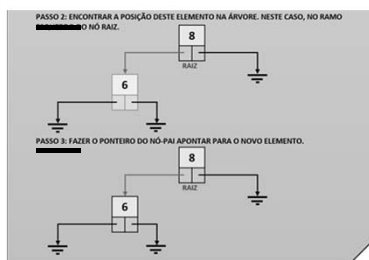 PASSO 2: ENCONTRAR A POSIÇÃO DESTE ELEMENTO NA ÁRVORE. NESTE CASO, NO RAMO
DO NÓ RAIZ.
8
RAIZ
6
PASSO 3: FAZER O PONTEIRO DO NÓ-PAI APONTAR PARA O NOVO ELEMENTO.
8
RAIZ
6